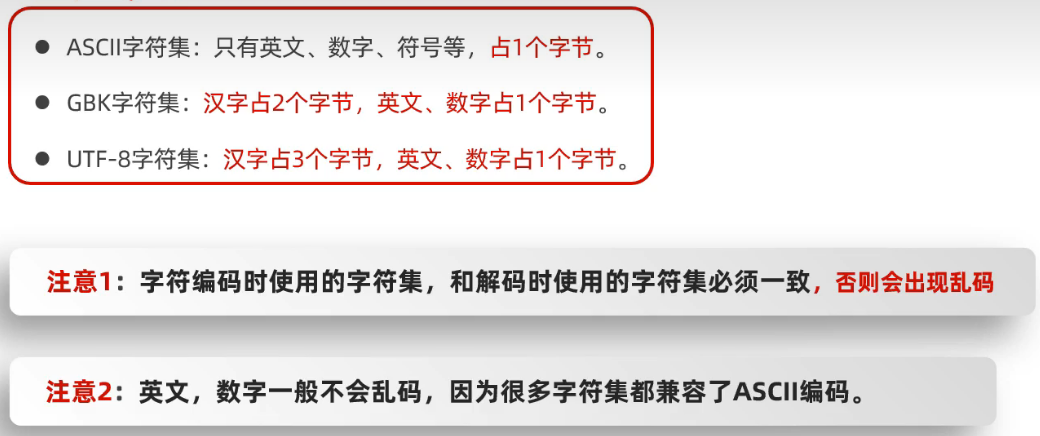 ● ASCII字符集：只有英文、数字、符号等，占1个字节。
● GBK字符集：汉字占2个字节，英文、数字占1个字节。
● UTF-8字符集：汉字占3个字节，英文、数字占1个字节。
注意1：字符编码时使用的字符集，和解码时使用的字符集必须一致，否则会出现乱码
注意2：英文，数字一般不会乱码，因为很多字符集都兼容了ASCII编码。